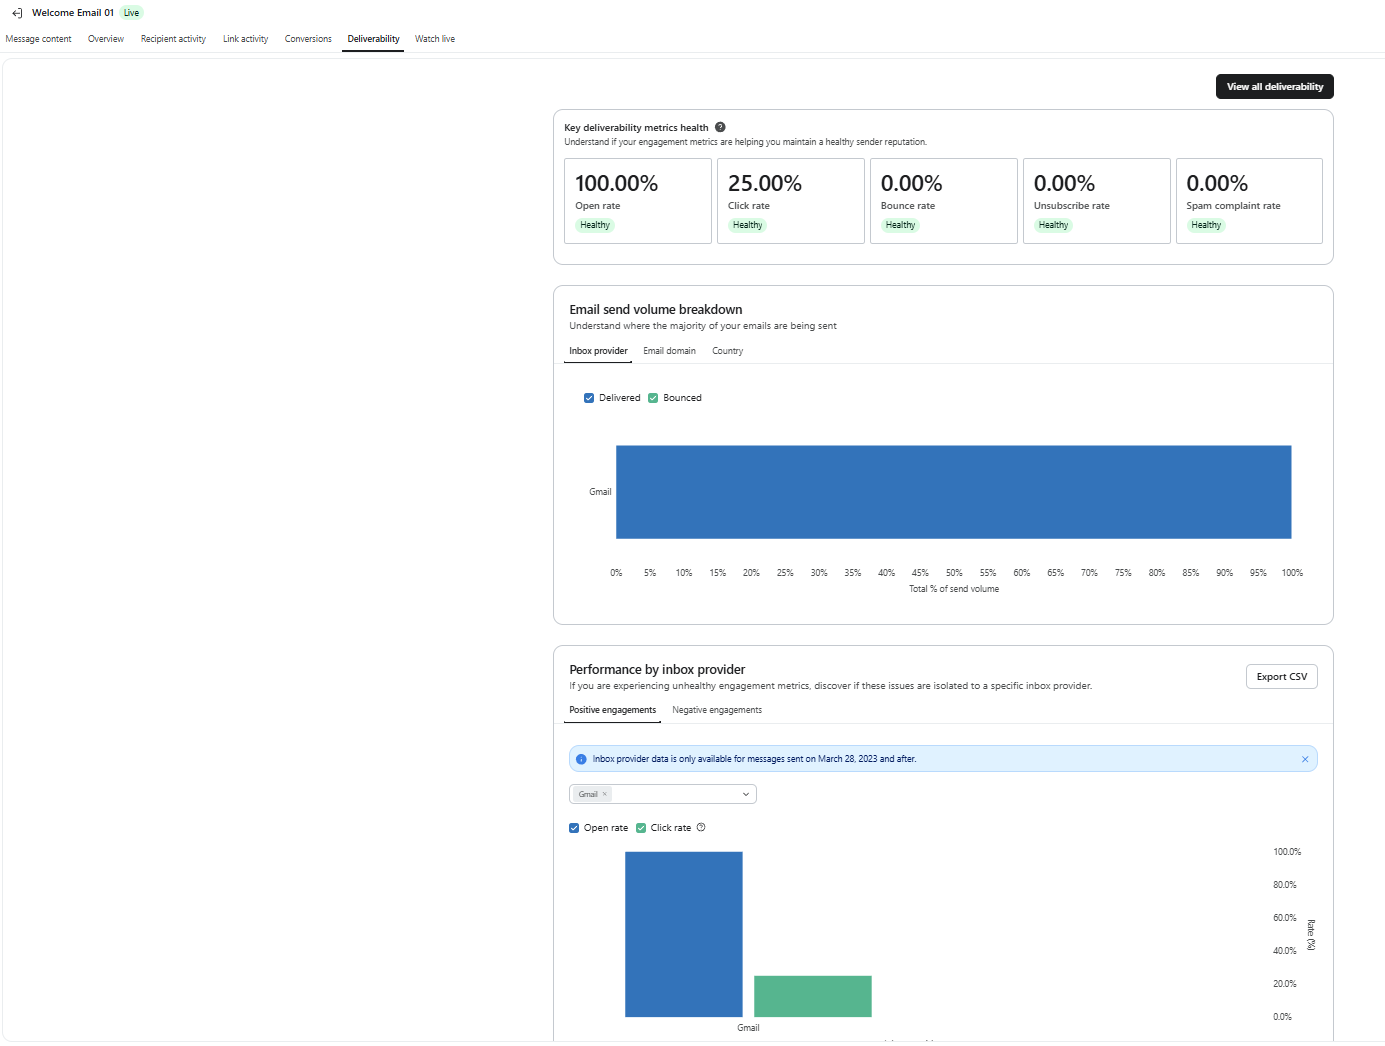 Welcome Email 01 Live
Message content Overview Recipient activity Link activity Conversions Deliverability Watch live
View all deliverability
Key deliverability metrics health
Understand if your engagement metrics are helping you maintain a healthy sender reputation.
100.00% 25.00% 0.00% 0.00% 0.00%
Open rate Click rate Bounce rate Unsubscribe rate Spam complaint rate
Healthy Healthy Healthy Healthy Healthy
Email send volume breakdown
Understand where the majority of your emails are being sent
Inbox provider Email domain Country
Delivered Bounced
Gmail
0% 5% 10% 15% 20% 25% 30% 35% 40% 45% 50% 55% 60% 65% 70% 75% 80% 85% 90% 95% 100%
Total % of send volume
Performance by inbox provider
Export CSV
If you are experiencing unhealthy engagement metrics, discover if these issues are isolated to a specific inbox provider.
Positive engagements Negative engagements
Inbox provider data is only available for messages sent on March 28, 2023 and after.
Gmail
Open rate Click rate
100.0%
80.0%
60.0%
40.0%
20.0%
0.0%
Rate (%)
Gmail